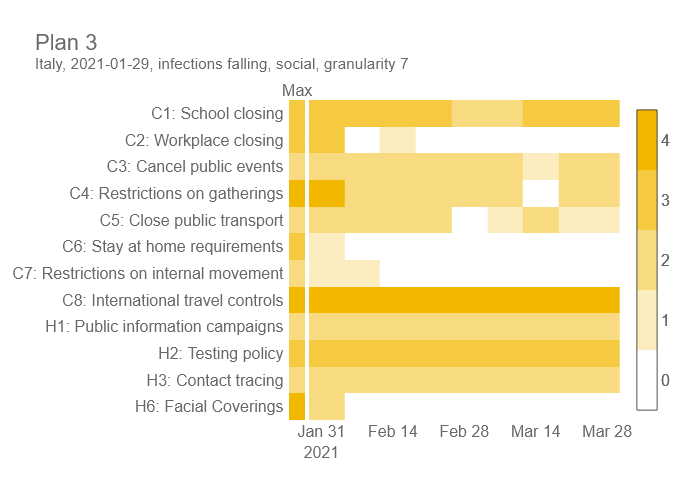 Plan 3
Italy, 2021-01-29, infections falling, social, granularity 7
Max
C1: School closing
C2: Workplace closing
C3: Cancel public events
C4: Restrictions on gatherings
C5: Close public transport
C6: Stay at home requirements
C7: Restrictions on internal movement
C8: International travel controls
H1: Public information campaigns
H2: Testing policy
H3: Contact tracing
H6: Facial Coverings
4
3
2
1
0
Jan 31 Feb 14 Feb 28 Mar 14 Mar 28
2021